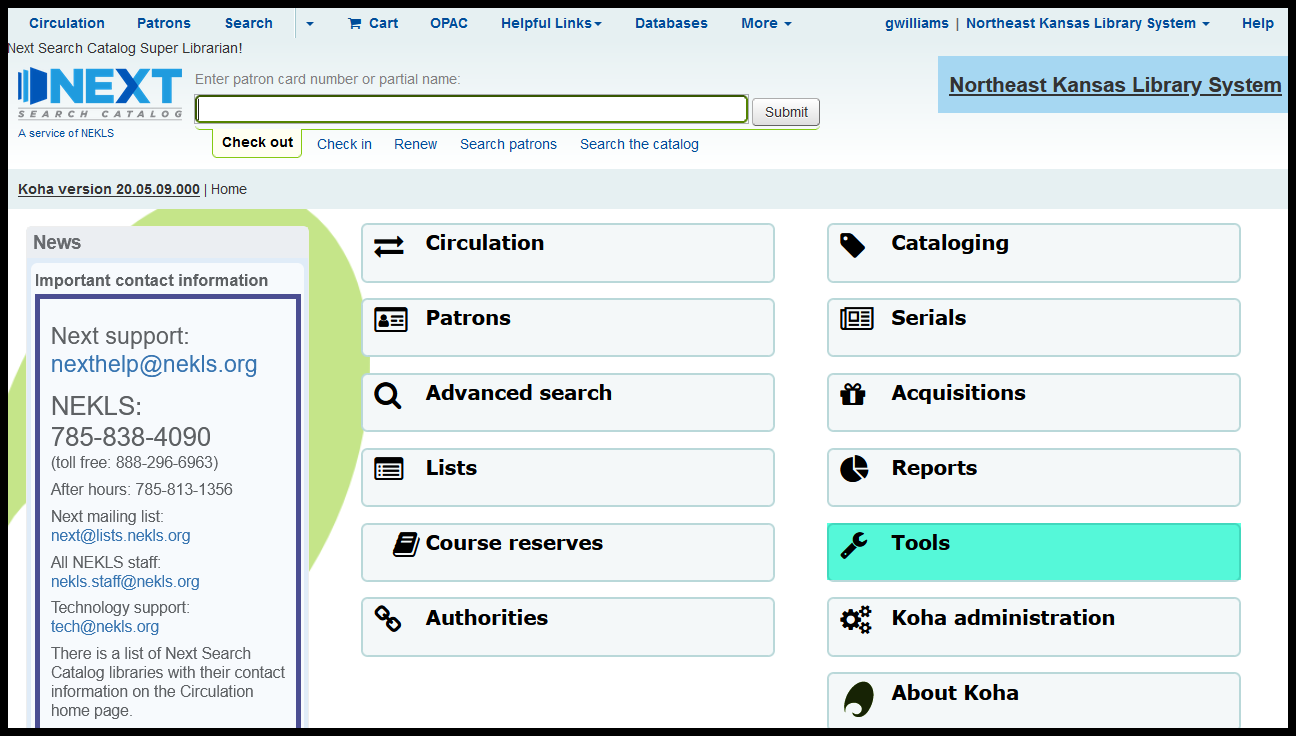 Circulation Patrons Search Cart OPAC Helpful Links Databases More gwilliams | Northeast Kansas Library System Help
Next Search Catalog Super Librarian!
NEXT
SEARCH CATALOG
A service of NEKLS
Enter patron card number or partial name:
Submit
Check out Check in Renew Search patrons Search the catalog
Northeast Kansas Library System
Koha version 20.05.09.000 | Home
News
Important contact information
Next support:
nexthelp@nekls.org
NEKLS:
785-838-4090
(toll free: 888-296-6963)
After hours: 785-813-1356
Next mailing list:
next@lists.nekls.org
All NEKLS staff:
nekls.staff@nekls.org
Technology support:
tech@nekls.org
There is a list of Next Search
Catalog libraries with their contact
information on the Circulation
home page.
Circulation
Patrons
Advanced search
Lists
Course reserves
Authorities
Cataloging
Serials
Acquisitions
Reports
Tools
Koha administration
About Koha